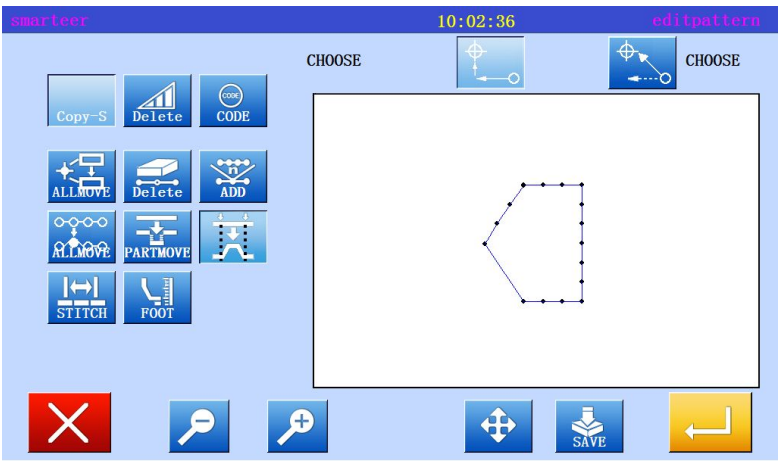 smarteer 10:02:36 editpattern
CHOOSE CHOOSE
Copy-S Delete CODE CODE
ALLMOVE Delete n ADD
ALLMOVE PARTMOVE
STITCH FOOT
SAVE